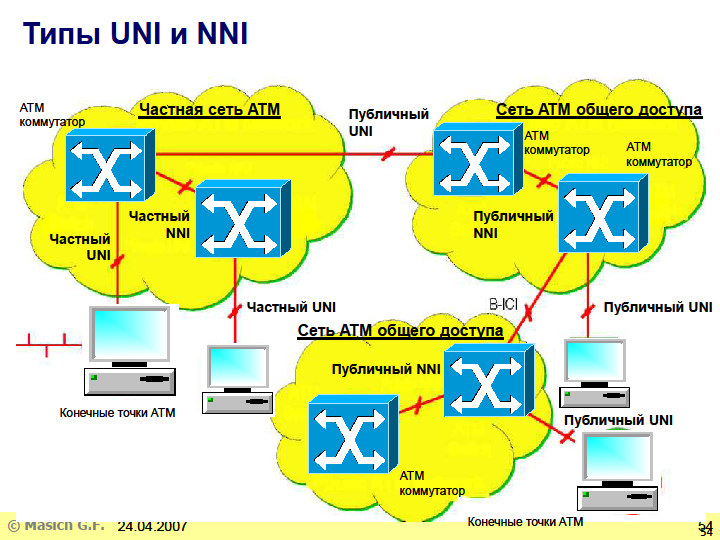 Типы UNI и NNI
АТМ
коммутатор
Частная сеть АТМ
Публичный
UNI
Сеть АТМ общего доступа
АТМ
коммутатор
АТМ
коммутатор
Частный
NNI
Публичный
NNI
Частный
UNI
Частный UNI
B-ICI
Публичный UNI
Сеть АТМ общего доступа
Публичный NNI
Конечные точки АТМ
Публичный UNI
АТМ
коммутатор
Конечные точки АТМ
© Masich G.F.
24.04.2007
54
54